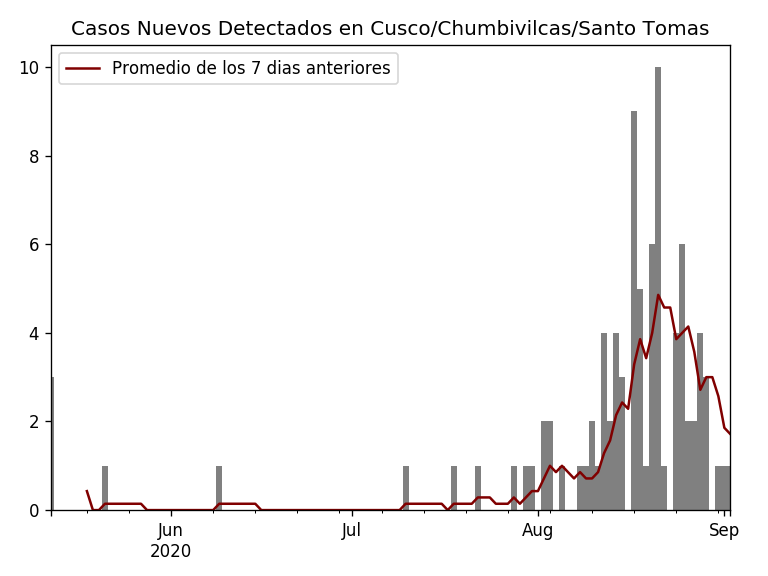 Casos Nuevos Detectados en Cusco/Chumbivilcas/Santo Tomas
Promedio de los 7 dias anteriores
10
8
6
4
2
0
Jun Jul Aug Sep
2020